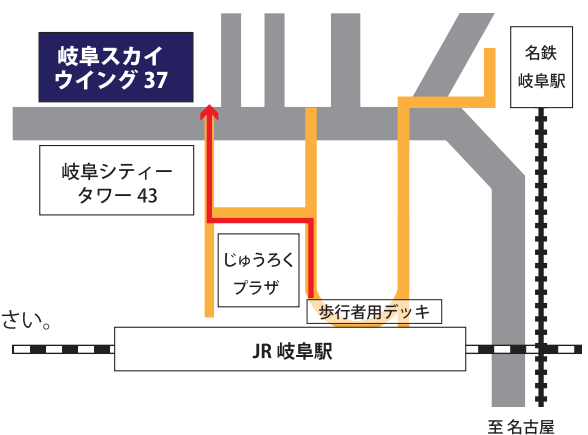 岐阜スカイ
ウイング 37
名鉄
岐阜駅
岐阜シティー
タワー 43
じゅうろく
プラザ
歩行者用デッキ
さい。
JR 岐阜駅
至 名古屋